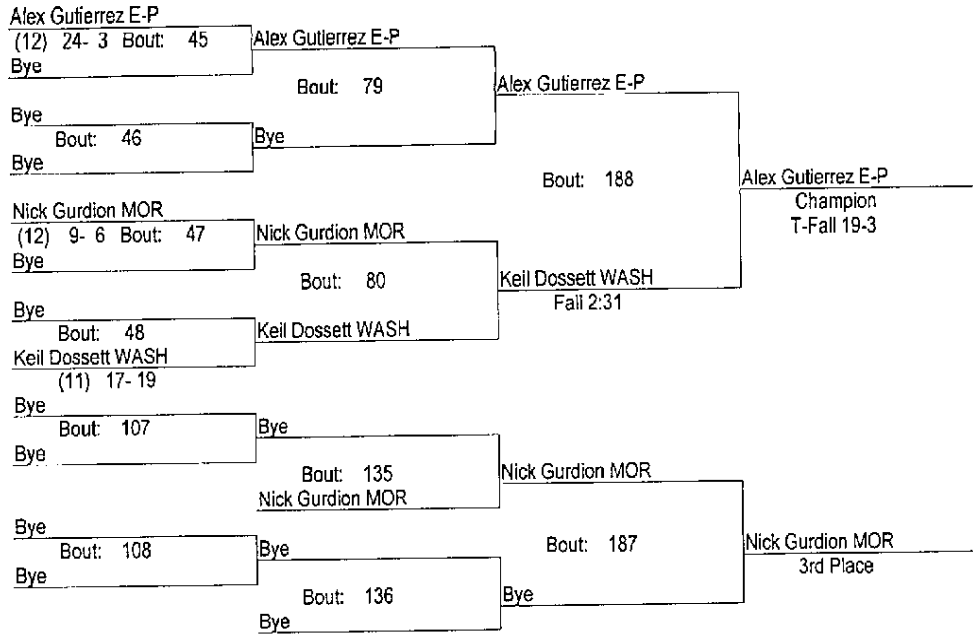 Alex Gutierrez E-P
(12) 24- 3 Bout: 45
Bye
Alex Gutierrez E-P
Bout: 79
Bye
Bout: 46
Bye
Bye
Alex Gutierrez E-P
Bout: 188
Nick Gurdion MOR
(12) 9- 6 Bout: 47
Bye
Nick Gurdion MOR
Bout: 80
Bye
Bout: 48
Keil Dossett WASH
(11) 17- 19
Keil Dossett WASH
Keil Dossett WASH
Fall 2:31
Alex Gutierrez E-P
Champion
T-Fall 19-3
Bye
Bout: 107
Bye
Bye
Bout: 135
Nick Gurdion MOR
Nick Gurdion MOR
Bout: 187
Bye
Bout: 108
Bye
Bye
Bout: 136
Bye
Bye
Nick Gurdion MOR
3rd Place